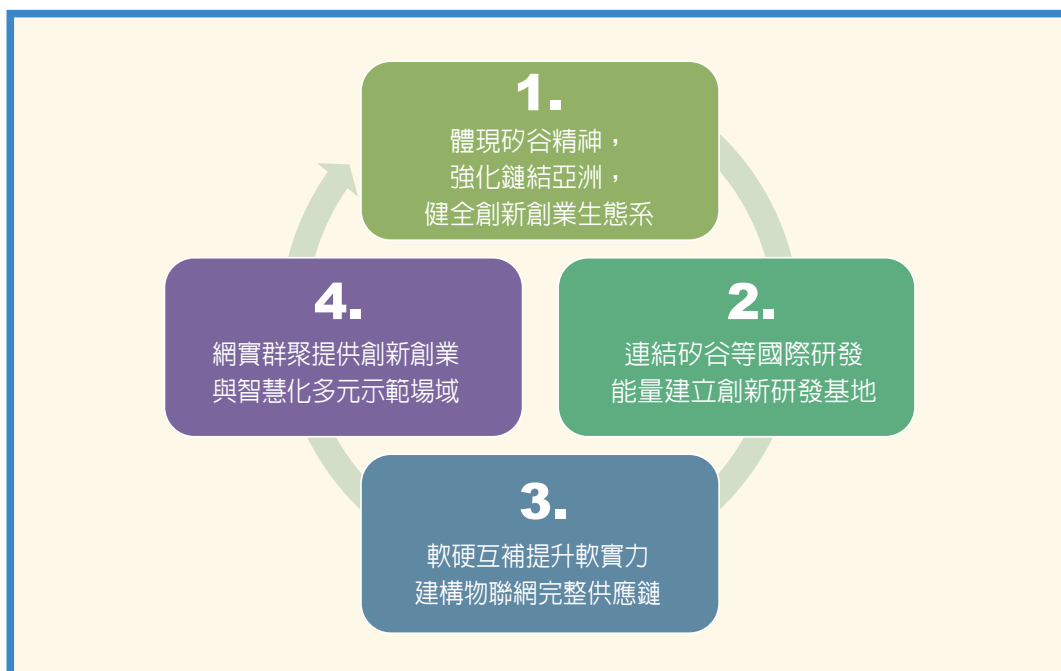 1.
體現矽谷精神，
強化鏈結亞洲，
健全創新創業生態系
2.
連結矽谷等國際研發
能量建立創新研發基地
3.
軟硬互補提升軟實力
建構物聯網完整供應鏈
4.
網實群聚提供創新創業
與智慧化多元示範場域